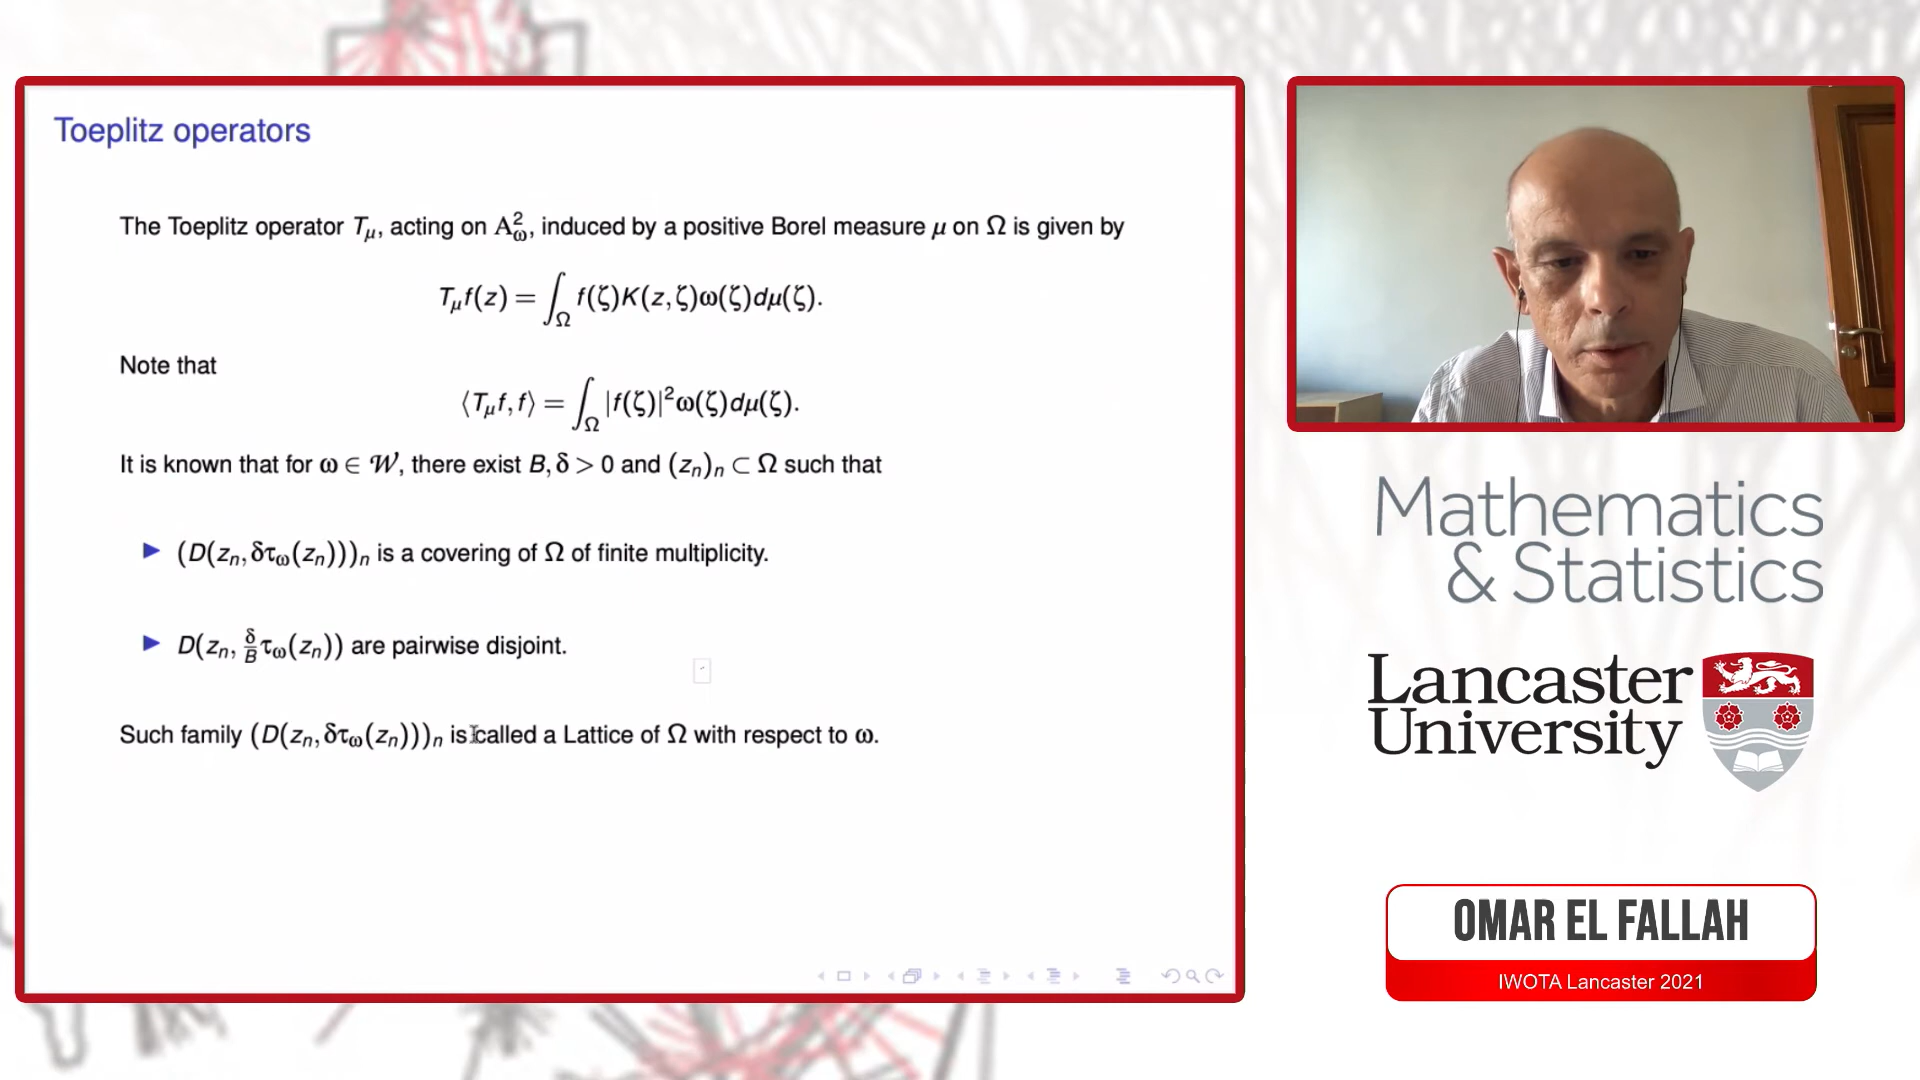 Toeplitz operators
The Toeplitz operator T_μ, acting on A²_ω, induced by a positive Borel measure μ on Ω is given by
T_μ f(z) = ∫_Ω f(ζ)K(z,ζ)ω(ζ)dμ(ζ).
Note that
⟨T_μ f, f⟩ = ∫_Ω |f(ζ)|²ω(ζ)dμ(ζ).
It is known that for ω ∈ 𝒲, there exist B,δ > 0 and (z_n)_n ⊂ Ω such that
(D(z_n,δτ_ω(z_n)))_n is a covering of Ω of finite multiplicity.
D(z_n, δ/B τ_ω(z_n)) are pairwise disjoint.
Such family (D(z_n,δτ_ω(z_n)))_n is called a Lattice of Ω with respect to ω.
Mathematics
& Statistics
Lancaster
University
OMAR EL FALLAH
IWOTA Lancaster 2021